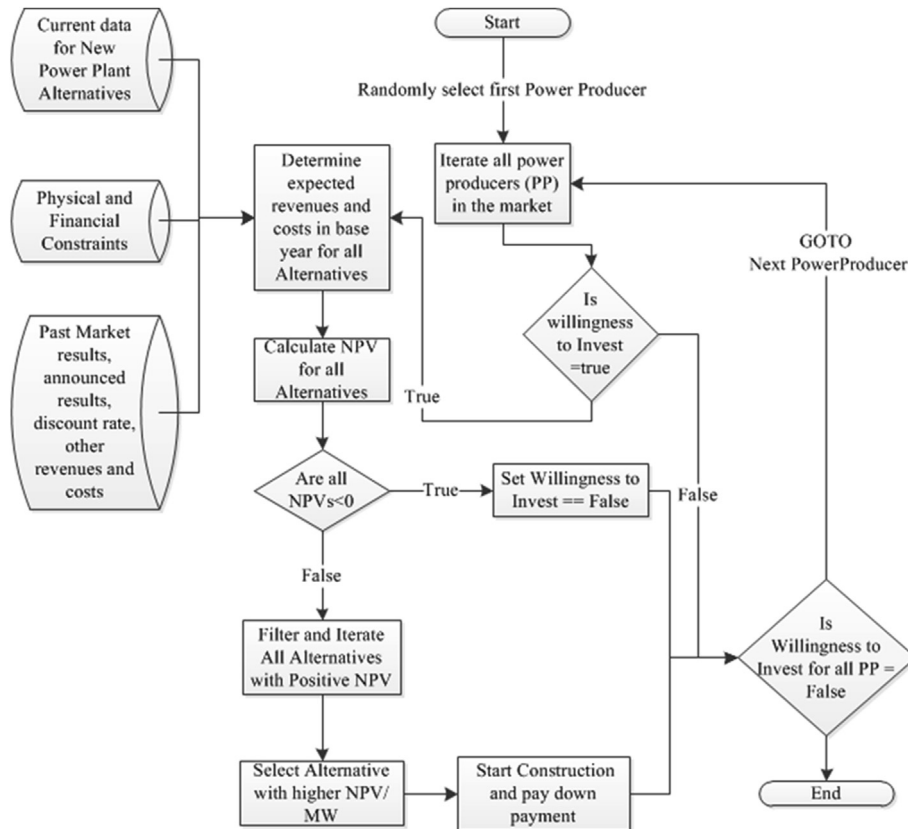 Current data
for New
Power Plant
Alternatives
Physical and
Financial
Constraints
Past Market
results,
announced
results,
discount rate,
other
revenues and
costs
Start
Randomly select first Power Producer
Iterate all power
producers (PP)
in the market
Determine
expected
revenues and
costs in base
year for all
Alternatives
GOTO
Next PowerProducer
Is
willingness
to Invest
=true
True
False
Calculate NPV
for all
Alternatives
Are all
NPVs<0
True
Set Willingness to
Invest == False
False
Filter and Iterate
All Alternatives
with Positive NPV
Select Alternative
with higher NPV/
MW
Start Construction
and pay down
payment
Is
Willingness to
Invest for all PP =
False
End